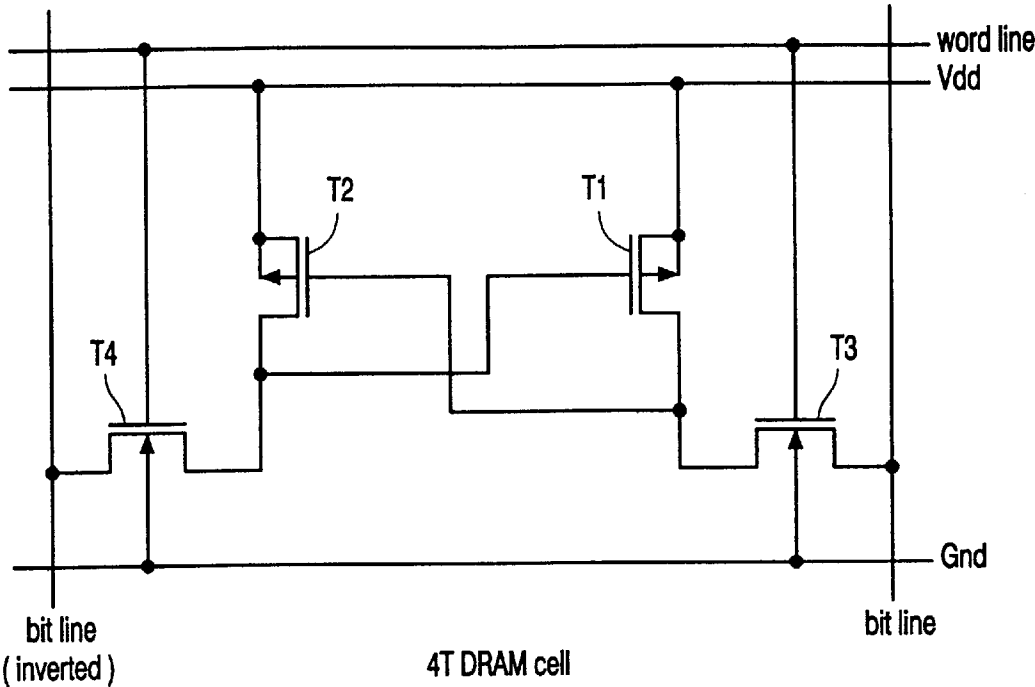 word line
Vdd
T2
T1
T4
T3
Gnd
bit line
( inverted )
bit line
4T DRAM cell